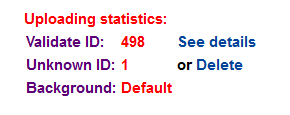 Uploading statistics:
Validate ID: 498 See details
Unknown ID: 1 or Delete
Background: Default